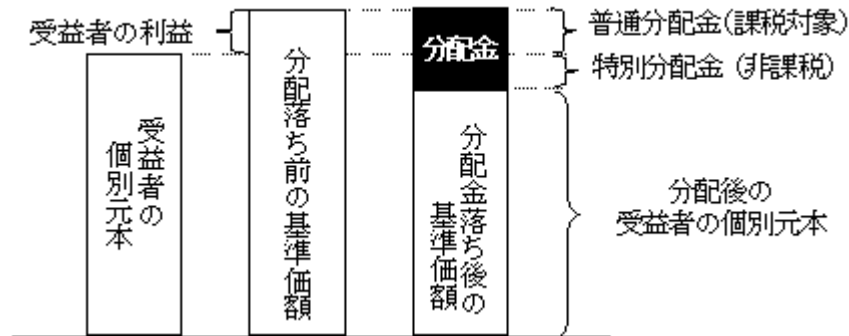 受益者の利益
受益者の
個別元本
分配落ち前の基準価額
分配金
分配金落ち後の
基準価額
普通分配金(課税対象)
特別分配金 (非課税)
分配後の
受益者の個別元本